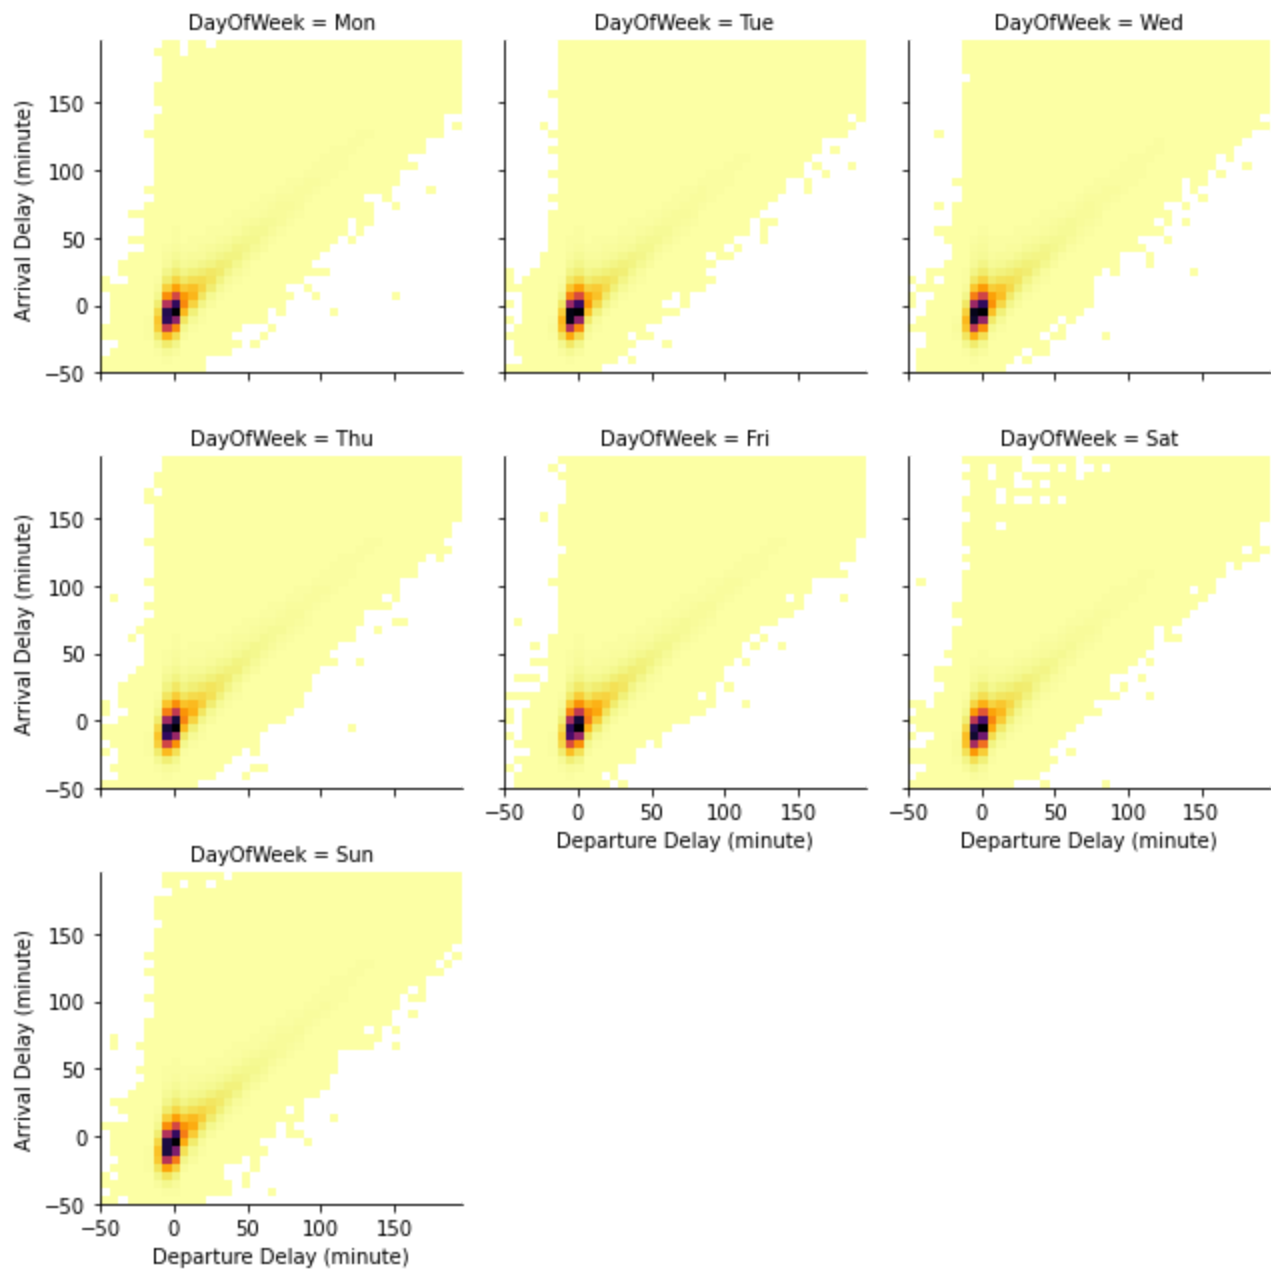 DayOfWeek = Mon
DayOfWeek = Tue
DayOfWeek = Wed
Arrival Delay (minute)
150
100
50
0
−50
DayOfWeek = Thu
DayOfWeek = Fri
DayOfWeek = Sat
Arrival Delay (minute)
150
100
50
0
−50
−50 0 50 100 150
−50 0 50 100 150
Departure Delay (minute)
Departure Delay (minute)
DayOfWeek = Sun
Arrival Delay (minute)
150
100
50
0
−50
−50 0 50 100 150
Departure Delay (minute)